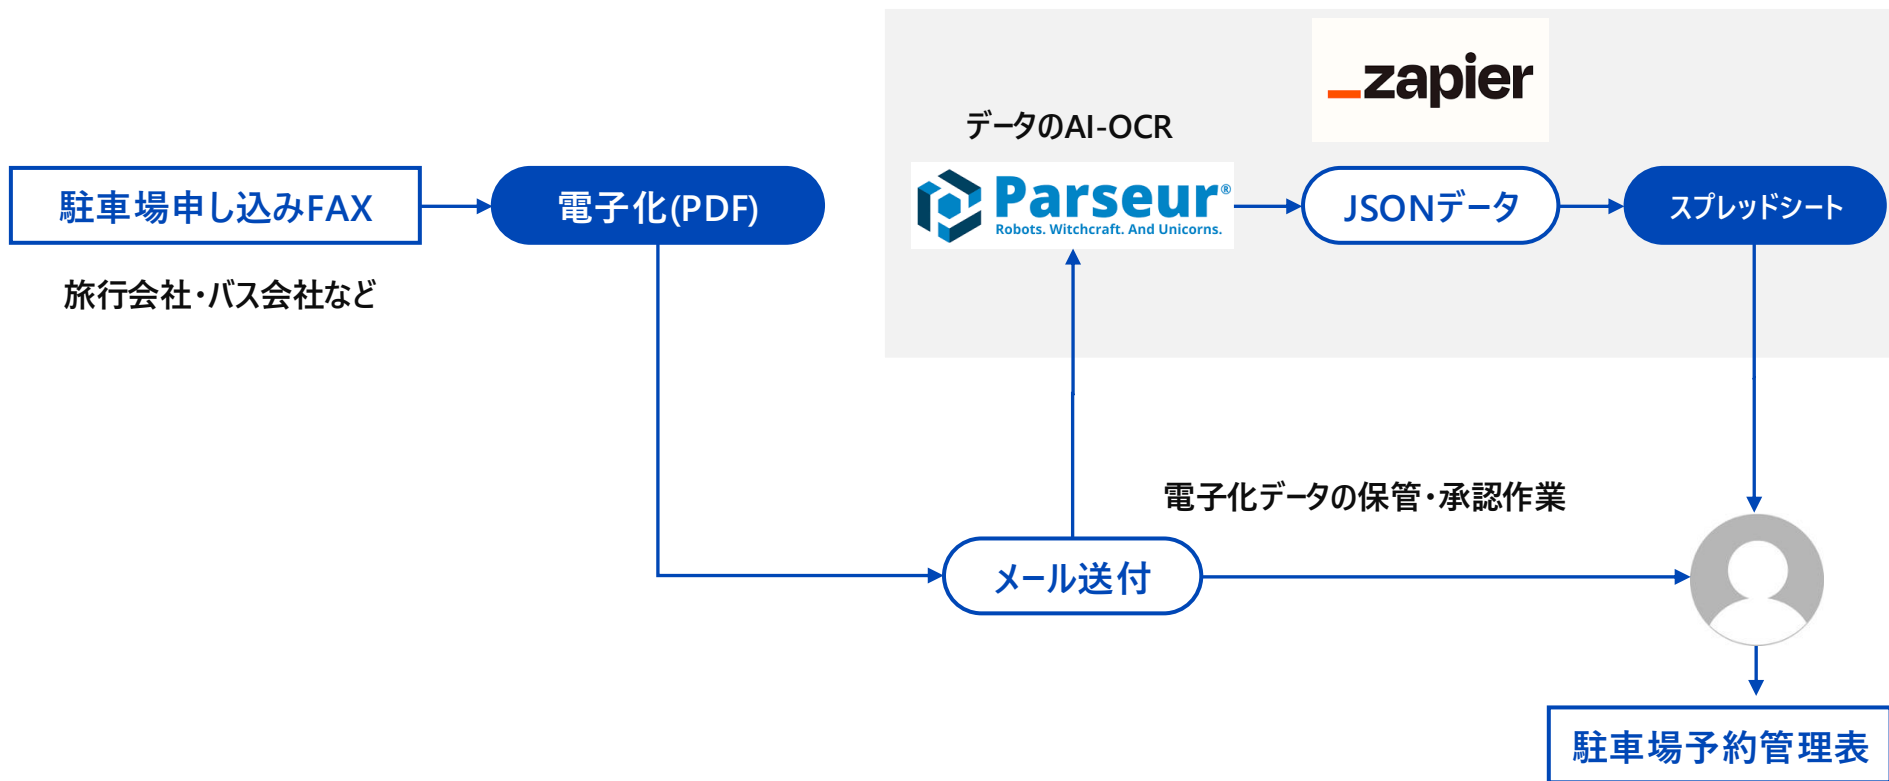 zapier
データのAI-OCR
駐車場申し込みFAX
電子化(PDF)
Parseur®
Robots. Witchcraft. And Unicorns.
JSONデータ
スプレッドシート
旅行会社・バス会社など
電子化データの保管・承認作業
メール送付
駐車場予約管理表